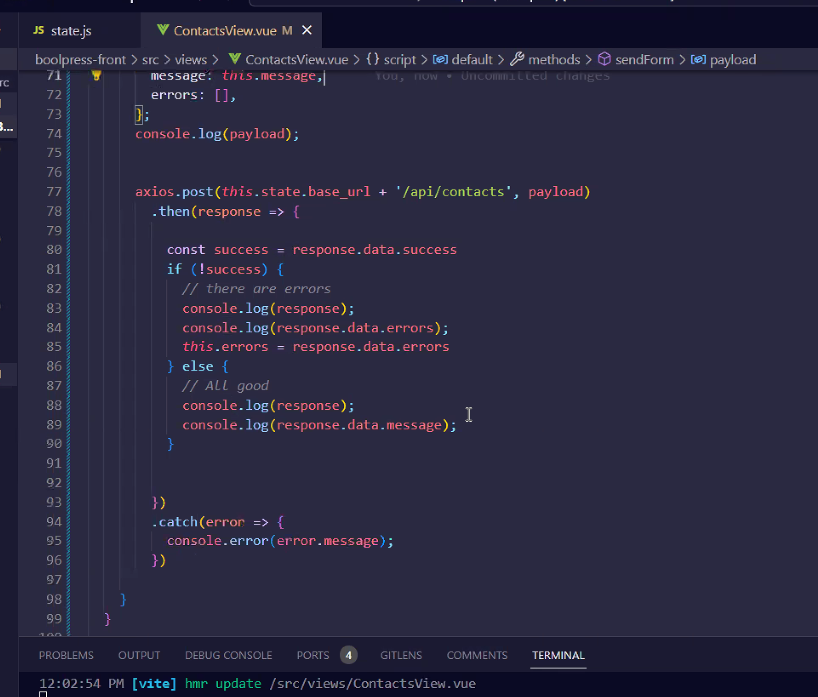 JS state.js
ContactsView.vue M ✕
boolpress-front > src > views > ContactsView.vue > {} script > default > methods > sendForm > payload
71 message: this.message, You, now • Uncommitted changes
72 errors: [],
73 };
74 console.log(payload);
75
76
77 axios.post(this.state.base_url + '/api/contacts', payload)
78 .then(response => {
79
80 const success = response.data.success
81 if (!success) {
82 // there are errors
83 console.log(response);
84 console.log(response.data.errors);
85 this.errors = response.data.errors
86 } else {
87 // All good
88 console.log(response);
89 console.log(response.data.message);
90 }
91
92
93 })
94 .catch(error => {
95 console.error(error.message);
96 })
97
98 }
99 }
PROBLEMS OUTPUT DEBUG CONSOLE PORTS 4 GITLENS COMMENTS TERMINAL
12:02:54 PM [vite] hmr update /src/views/ContactsView.vue